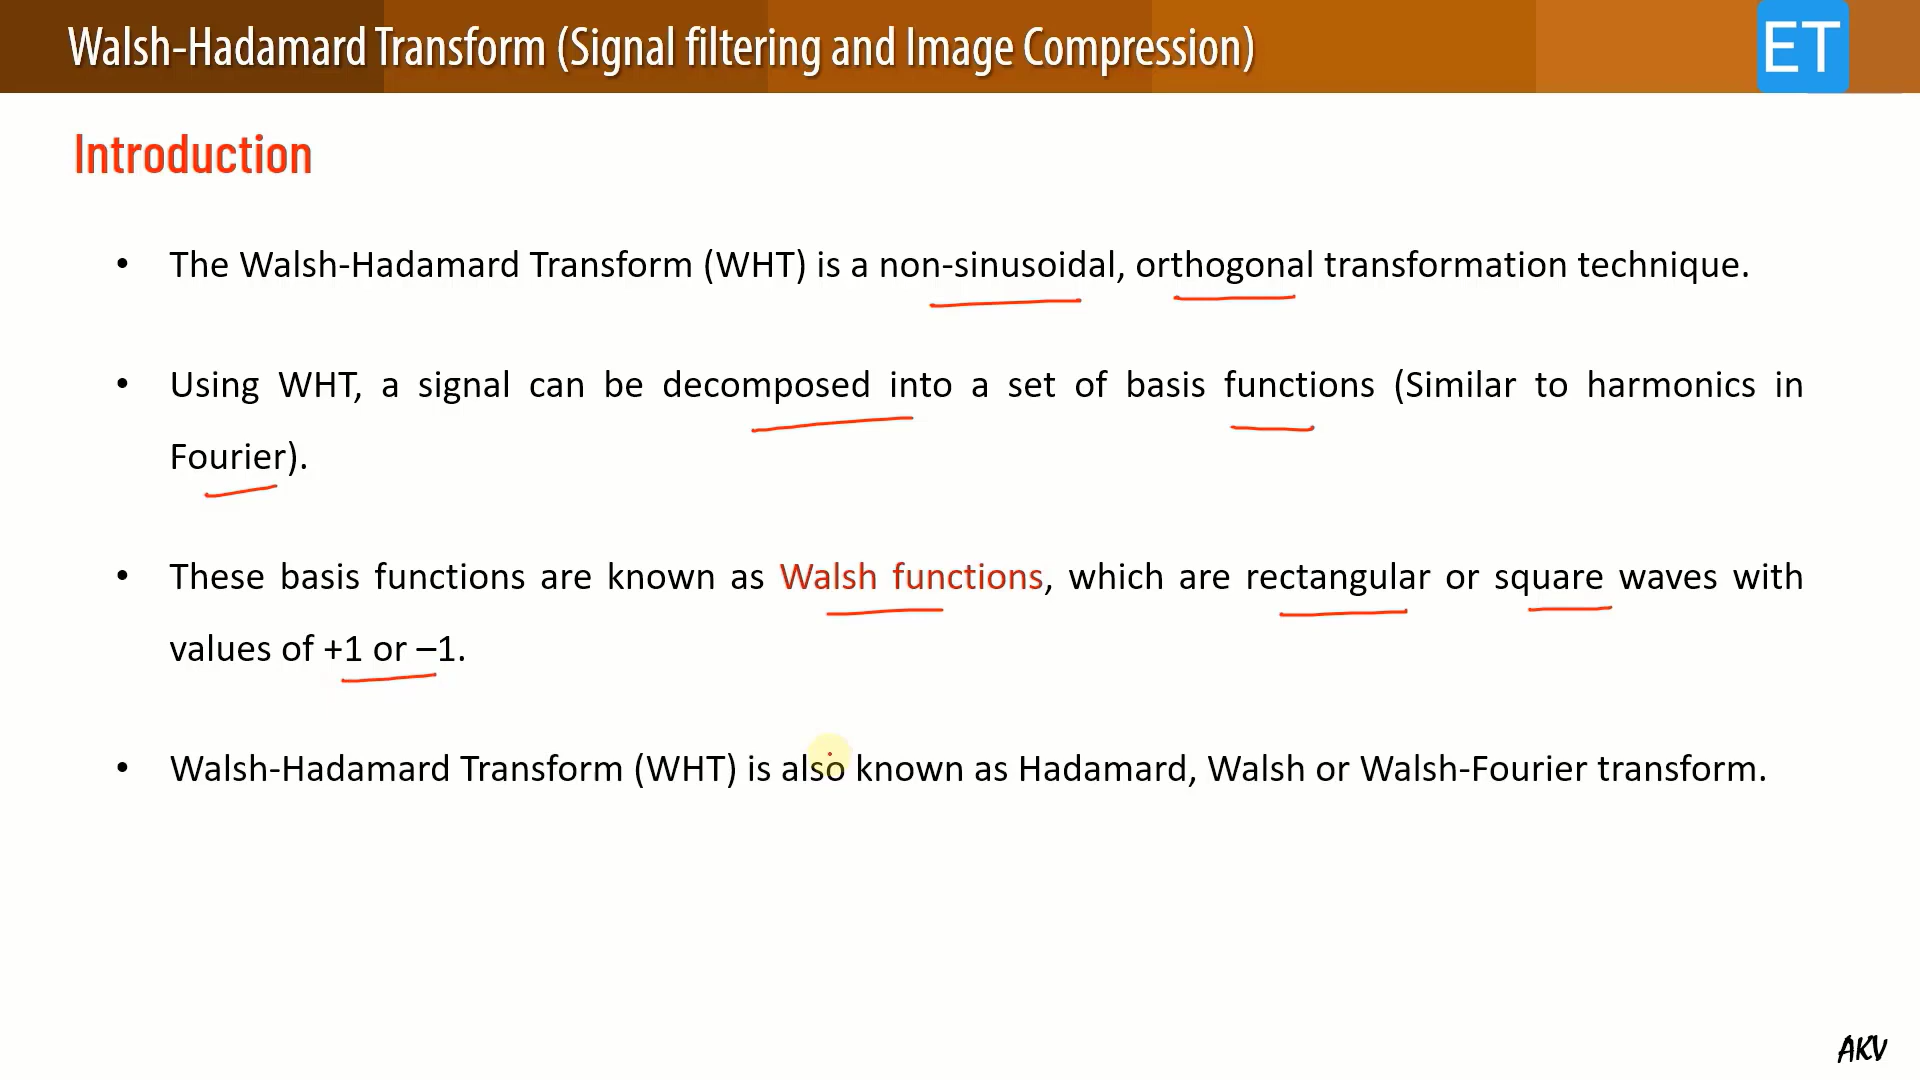 Walsh-Hadamard Transform (Signal filtering and Image Compression)
ET
Introduction
• The Walsh-Hadamard Transform (WHT) is a non-sinusoidal, orthogonal transformation technique.
• Using WHT, a signal can be decomposed into a set of basis functions (Similar to harmonics in
Fourier).
• These basis functions are known as Walsh functions, which are rectangular or square waves with
values of +1 or –1.
• Walsh-Hadamard Transform (WHT) is also known as Hadamard, Walsh or Walsh-Fourier transform.
AKV